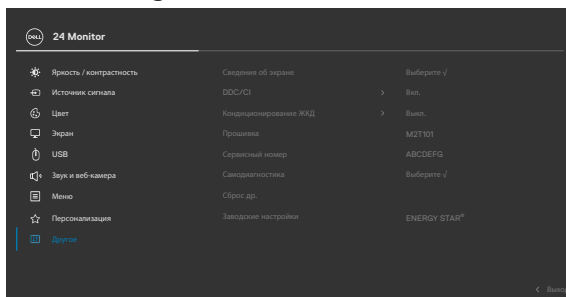 DELL 24 Monitor
Яркость / контрастность Сведения об экране Выберите √
Источник сигнала DDC/CI > Вкл.
Цвет Кондиционирование ЖКД > Выкл.
Экран Прошивка M2T101
USB Сервисный номер ABCDEFG
Звук и веб-камера Самодиагностика Выберите √
Меню Сброс др.
Персонализация Заводские настройки ENERGY STAR®
Другое
< Выход